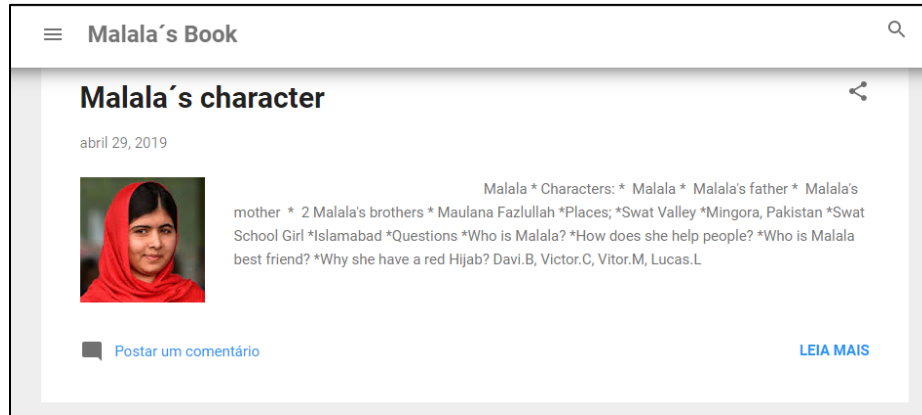 Malala´s Book
Malala´s character
abril 29, 2019
Malala * Characters: *  Malala *  Malala's father *  Malala's
mother  *  2 Malala's brothers * Maulana Fazlullah *Places; *Swat Valley *Mingora, Pakistan *Swat
School Girl *Islamabad *Questions *Who is Malala? *How does she help people? *Who is Malala
best friend? *Why she have a red Hijab? Davi.B, Victor.C, Vitor.M, Lucas.L
Postar um comentário
LEIA MAIS